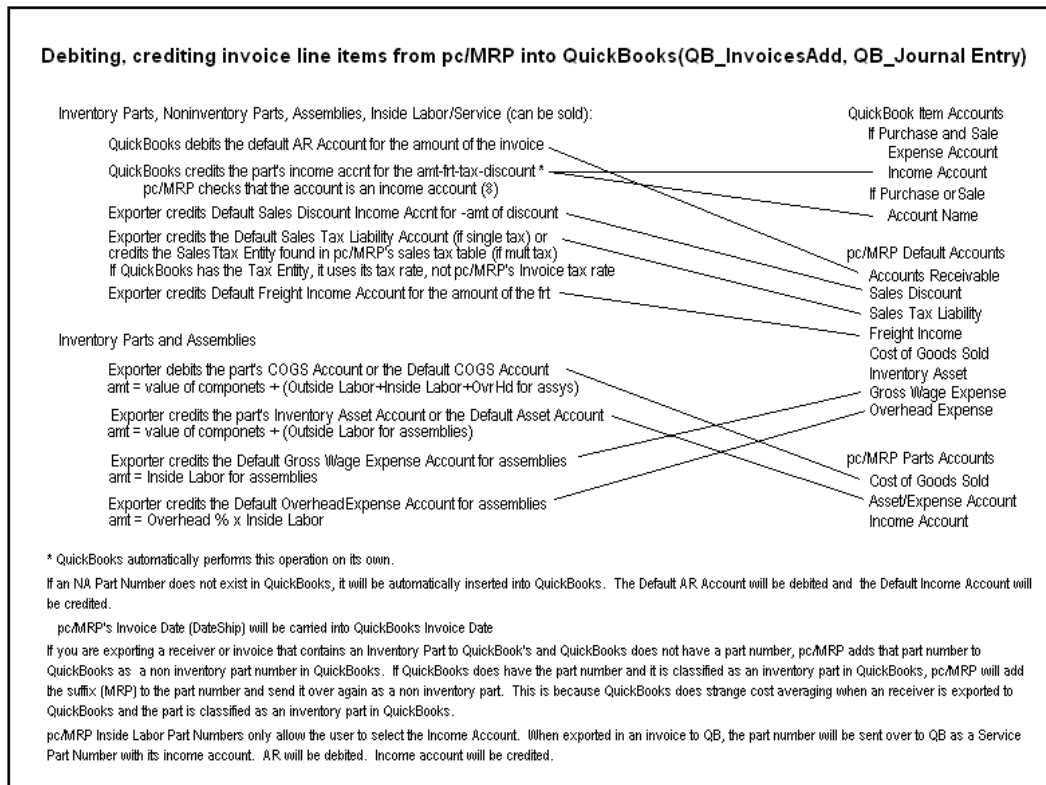 Debiting, crediting invoice line items from pc/MRP into QuickBooks(QB_InvoicesAdd, QB_Journal Entry)
Inventory Parts, Noninventory Parts, Assemblies, Inside Labor/Service (can be sold):
QuickBooks debits the default AR Account for the amount of the invoice
QuickBooks credits the part's income accnt for the amt-frt-tax-discount *
pc/MRP checks that the account is an income account (8)
Exporter credits Default Sales Discount Income Accnt for -amt of discount
Exporter credits the Default Sales Tax Liability Account (if single tax) or
credits the SalesTtax Entity found in pc/MRP's sales tax table (if mult tax)
If QuickBooks has the Tax Entity, it uses its tax rate, not pc/MRP's Invoice tax rate
Exporter credits Default Freight Income Account for the amount of the frt
Inventory Parts and Assemblies
Exporter debits the part's COGS Account or the Default COGS Account
amt = value of componets + (Outside Labor+Inside Labor+OvrHd for assys)
Exporter credits the part's Inventory Asset Account or the Default Asset Account
amt = value of componets + (Outside Labor for assemblies)
Exporter credits the Default Gross Wage Expense Account for assemblies
amt = Inside Labor for assemblies
Exporter credits the Default OverheadExpense Account for assemblies
amt = Overhead % x Inside Labor
QuickBook Item Accounts
If Purchase and Sale
Expense Account
Income Account
If Purchase or Sale
Account Name
pc/MRP Default Accounts
Accounts Receivable
Sales Discount
Sales Tax Liability
Freight Income
Cost of Goods Sold
Inventory Asset
Gross Wage Expense
Overhead Expense
pc/MRP Parts Accounts
Cost of Goods Sold
Asset/Expense Account
Income Account
* QuickBooks automatically performs this operation on its own.
If an NA Part Number does not exist in QuickBooks, it will be automatically inserted into QuickBooks. The Default AR Account will be debited and the Default Income Account will
be credited.
pc/MRP's Invoice Date (DateShip) will be carried into QuickBooks Invoice Date
If you are exporting a receiver or invoice that contains an Inventory Part to QuickBook's and QuickBooks does not have a part number, pc/MRP adds that part number to
QuickBooks as a non inventory part number in QuickBooks. If QuickBooks does have the part number and it is classified as an inventory part in QuickBooks, pc/MRP will add
the suffix (MRP) to the part number and send it over again as a non inventory part. This is because QuickBooks does strange cost averaging when an receiver is exported to
QuickBooks and the part is classified as an inventory part in QuickBooks.
pc/MRP Inside Labor Part Numbers only allow the user to select the Income Account. When exported in an invoice to QB, the part number will be sent over to QB as a Service
Part Number with its income account. AR will be debited. Income account will be credited.